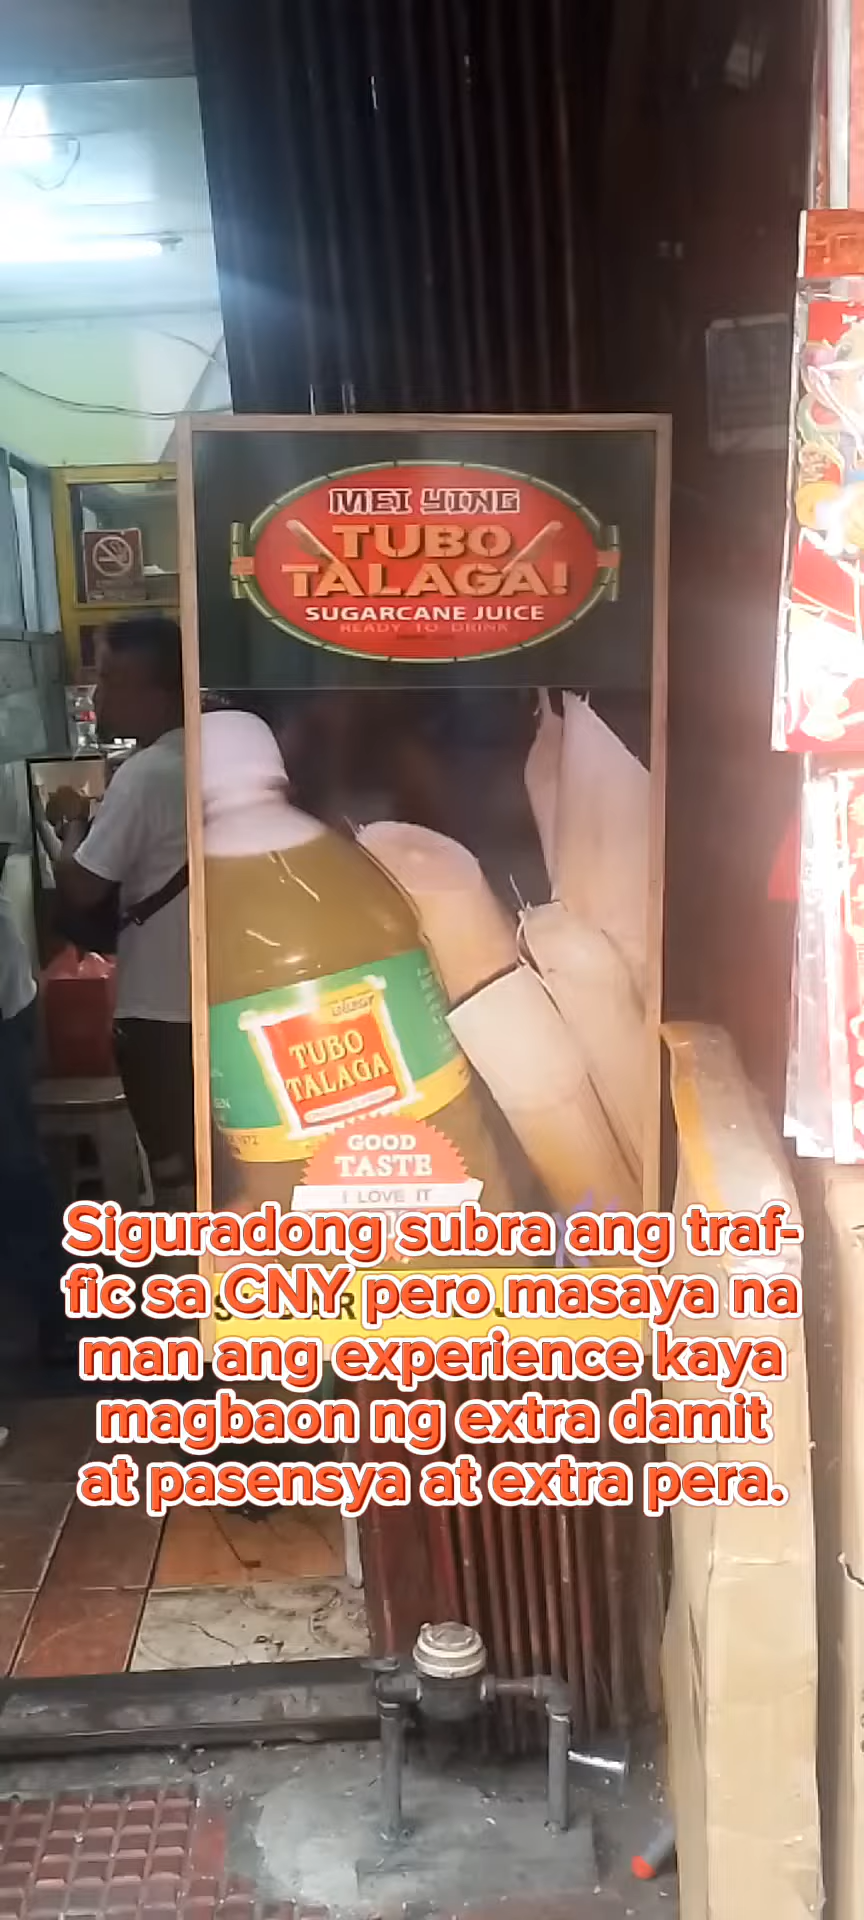 MEI YING
TUBO
TALAGA!
SUGARCANE JUICE
READY TO DRINK
TUBO
TALAGA
GOOD
TASTE
I LOVE IT
Siguradong subra ang traf-
fic sa CNY pero masaya na
man ang experience kaya
magbaon ng extra damit
at pasensya at extra pera.